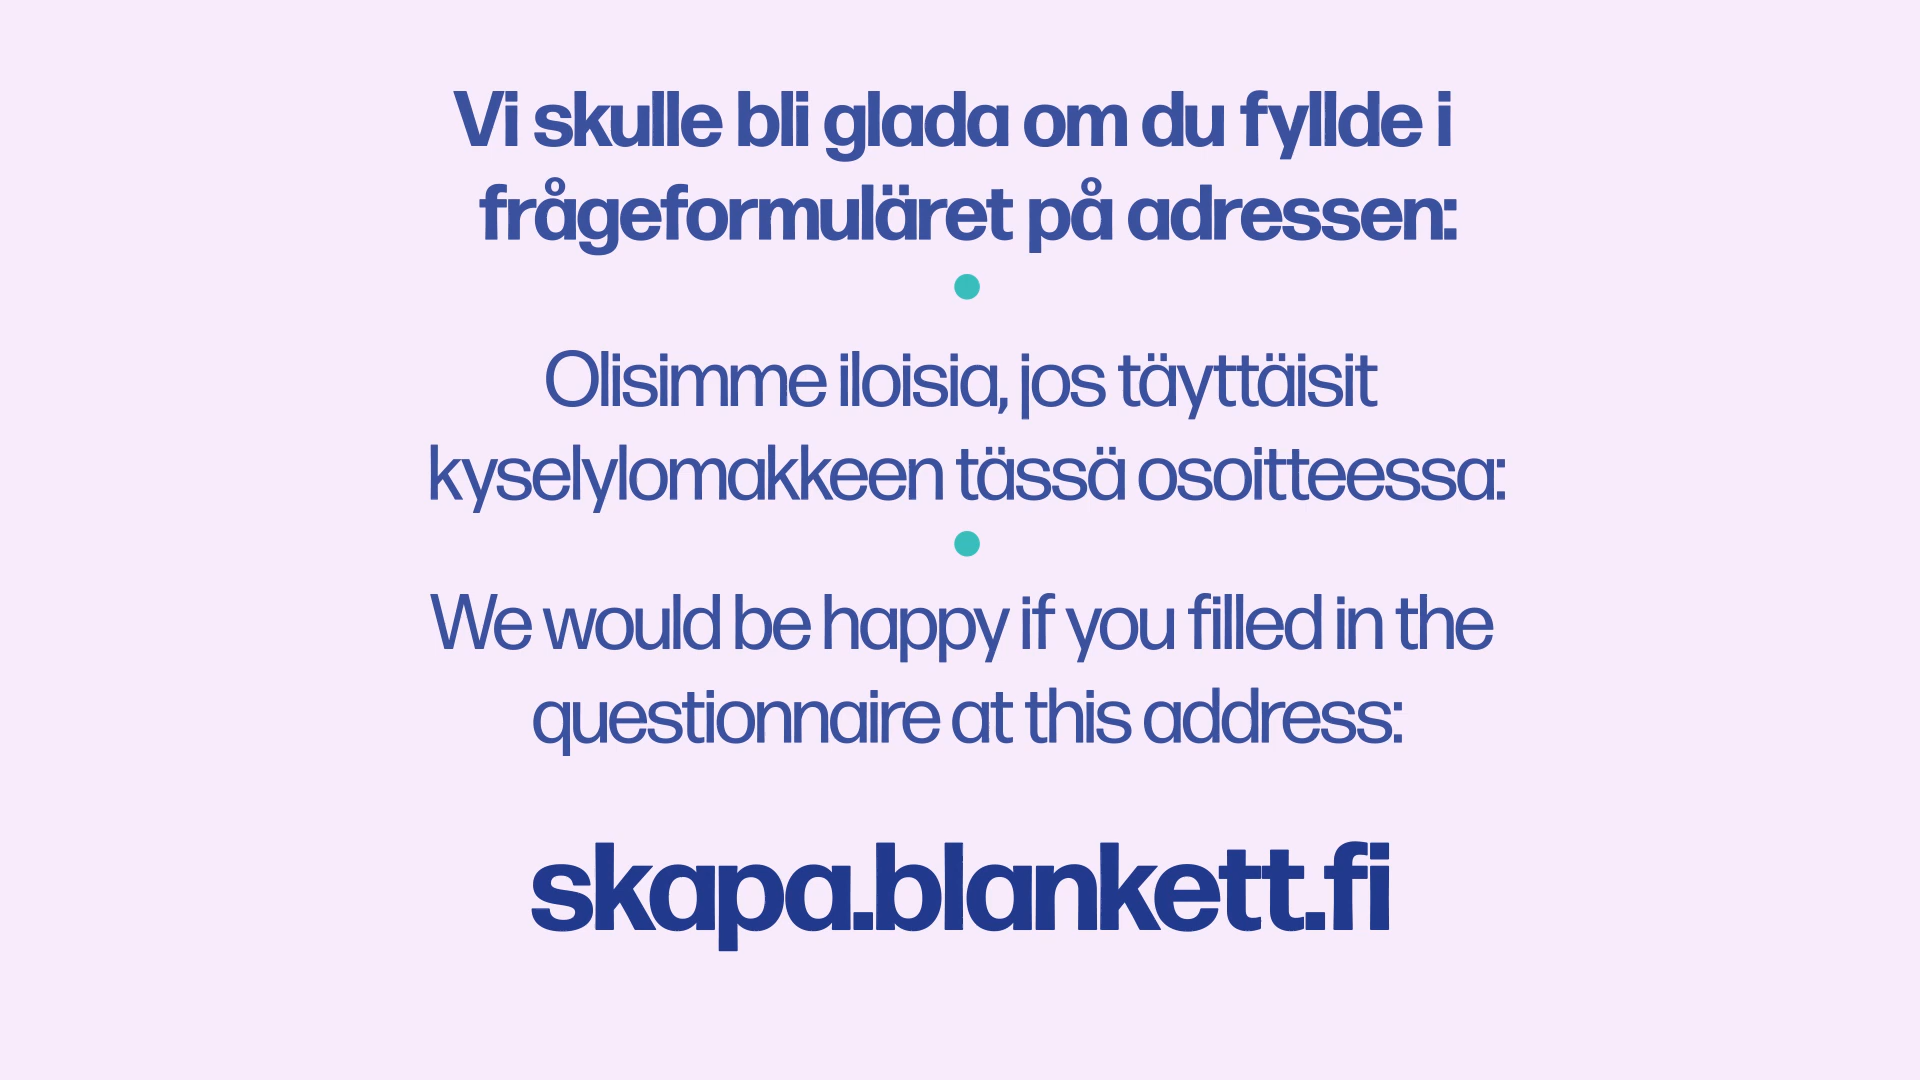 Vi skulle bli glada om du fyllde i
frågeformuläret på adressen:
Olisimme iloisia, jos täyttäisit
kyselylomakkeen tässä osoitteessa:
We would be happy if you filled in the
questionnaire at this address:
skapa.blankett.fi